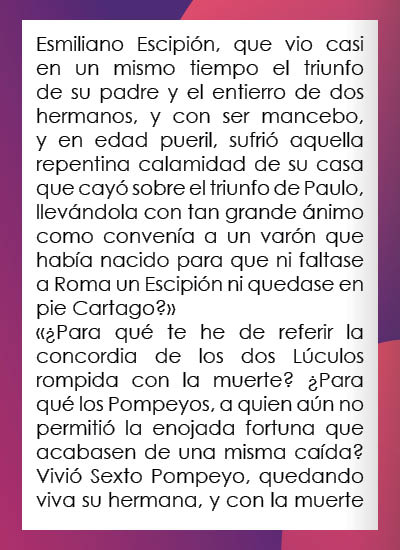 Esmiliano Escipión, que vio casi
en un mismo tiempo el triunfo
de su padre y el entierro de dos
hermanos, y con ser mancebo,
y en edad pueril, sufrió aquella
repentina calamidad de su casa
que cayó sobre el triunfo de Paulo,
llevándola con tan grande ánimo
como convenía a un varón que
había nacido para que ni faltase
a Roma un Escipión ni quedase en
pie Cartago?»
«¿Para qué te he de referir la
concordia de los dos Lúculos
rompida con la muerte? ¿Para
qué los Pompeyos, a quien aún no
permitió la enojada fortuna que
acabasen de una misma caída?
Vivió Sexto Pompeyo, quedando
viva su hermana, y con la muerte